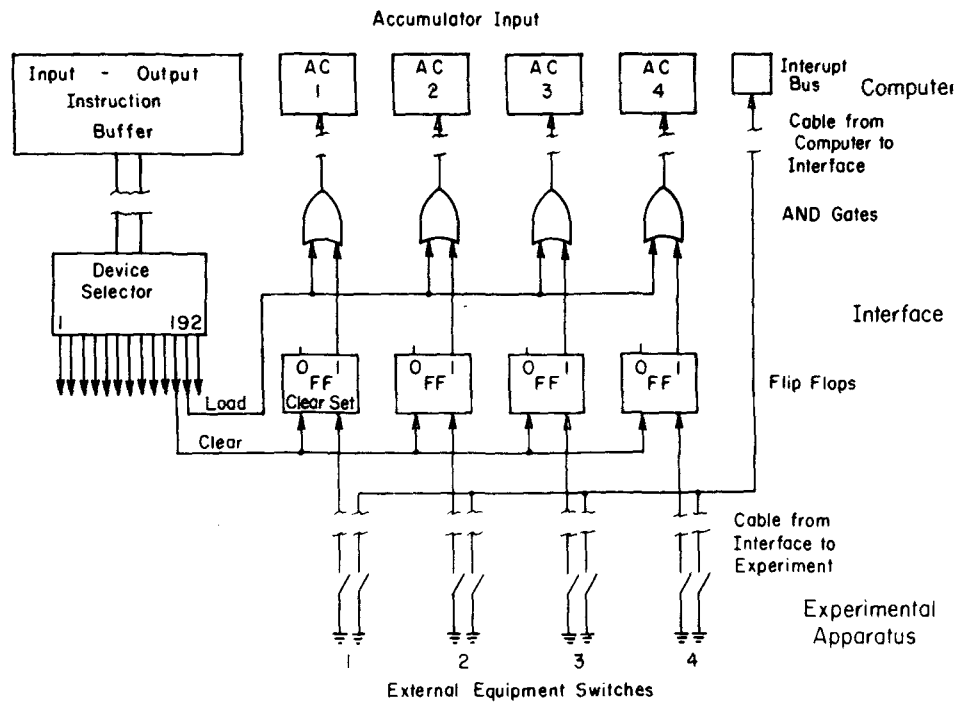 Accumulator Input
Input - Output
Instruction
Buffer
AC
1
AC
2
AC
3
AC
4
Interupt
Bus
Computer
Cable from
Computer to
Interface
AND Gates
Device
Selector
1 192
Interface
0 1
FF
Clear Set
0 1
FF
0 1
FF
0 1
FF
Flip Flops
Load
Clear
Cable from
Interface to
Experiment
Experimental
Apparatus
1 2 3 4
External Equipment Switches